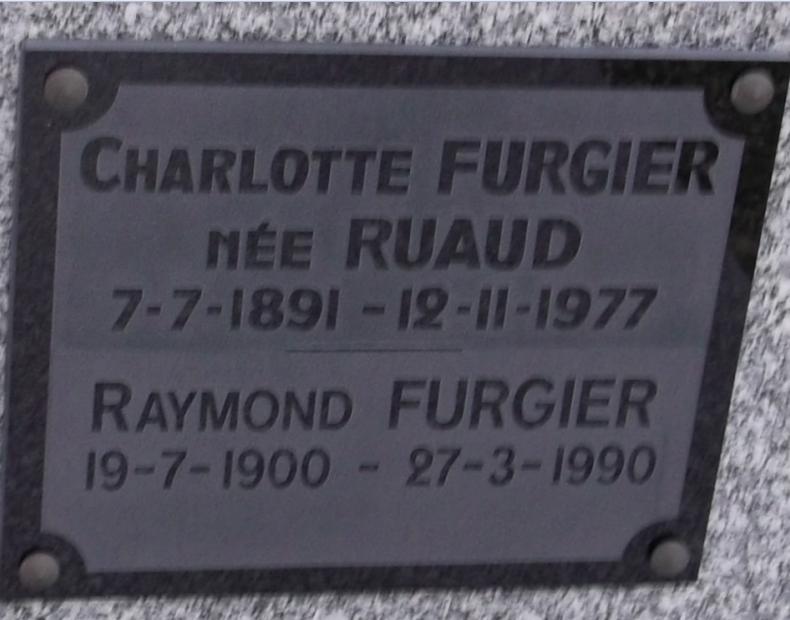 CHARLOTTE FURGIER
NÉE RUAUD
7-7-1891 - 12-11-1977
RAYMOND FURGIER
19-7-1900 - 27-3-1990